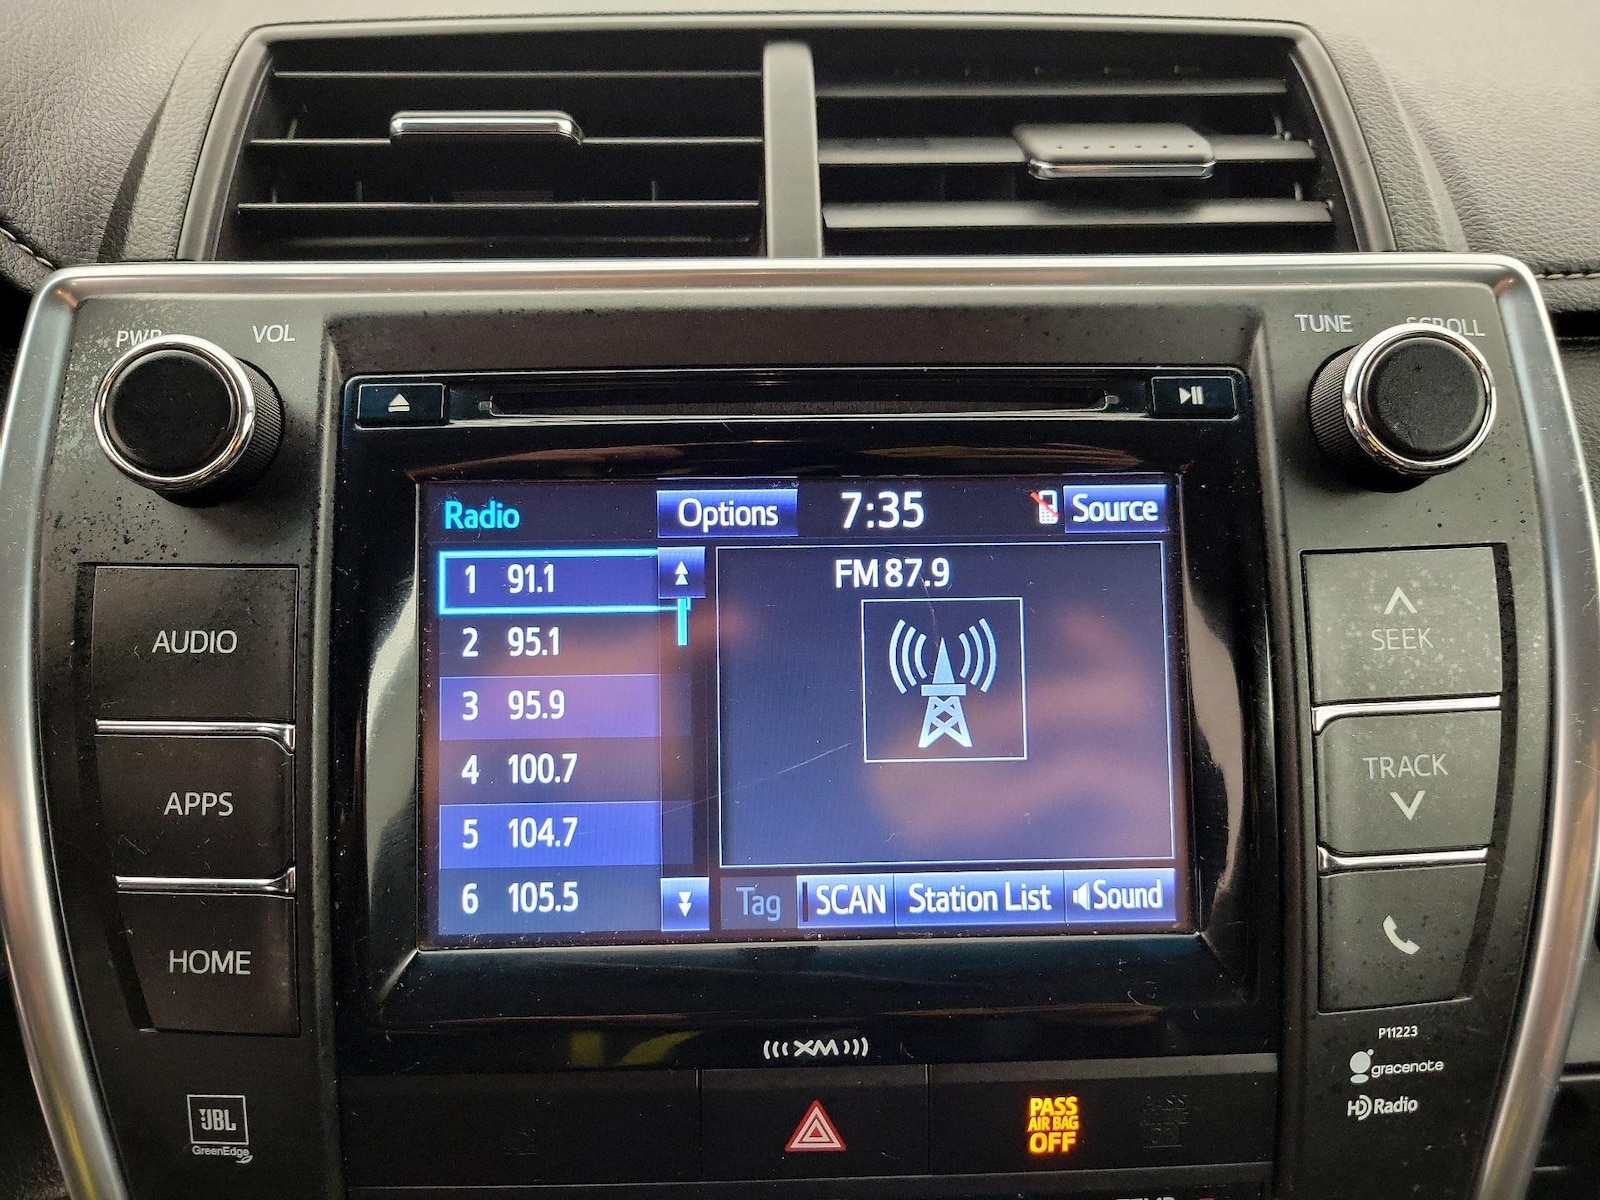 PWR VOL
TUNE SCROLL
Radio Options 7:35 Source
1 91.1
2 95.1
3 95.9
4 100.7
5 104.7
6 105.5
FM 87.9
Tag SCAN Station List Sound
AUDIO
APPS
HOME
SEEK
TRACK
P11223
gracenote
HD Radio
XM
JBL
GreenEdge
PASS
AIR BAG
OFF